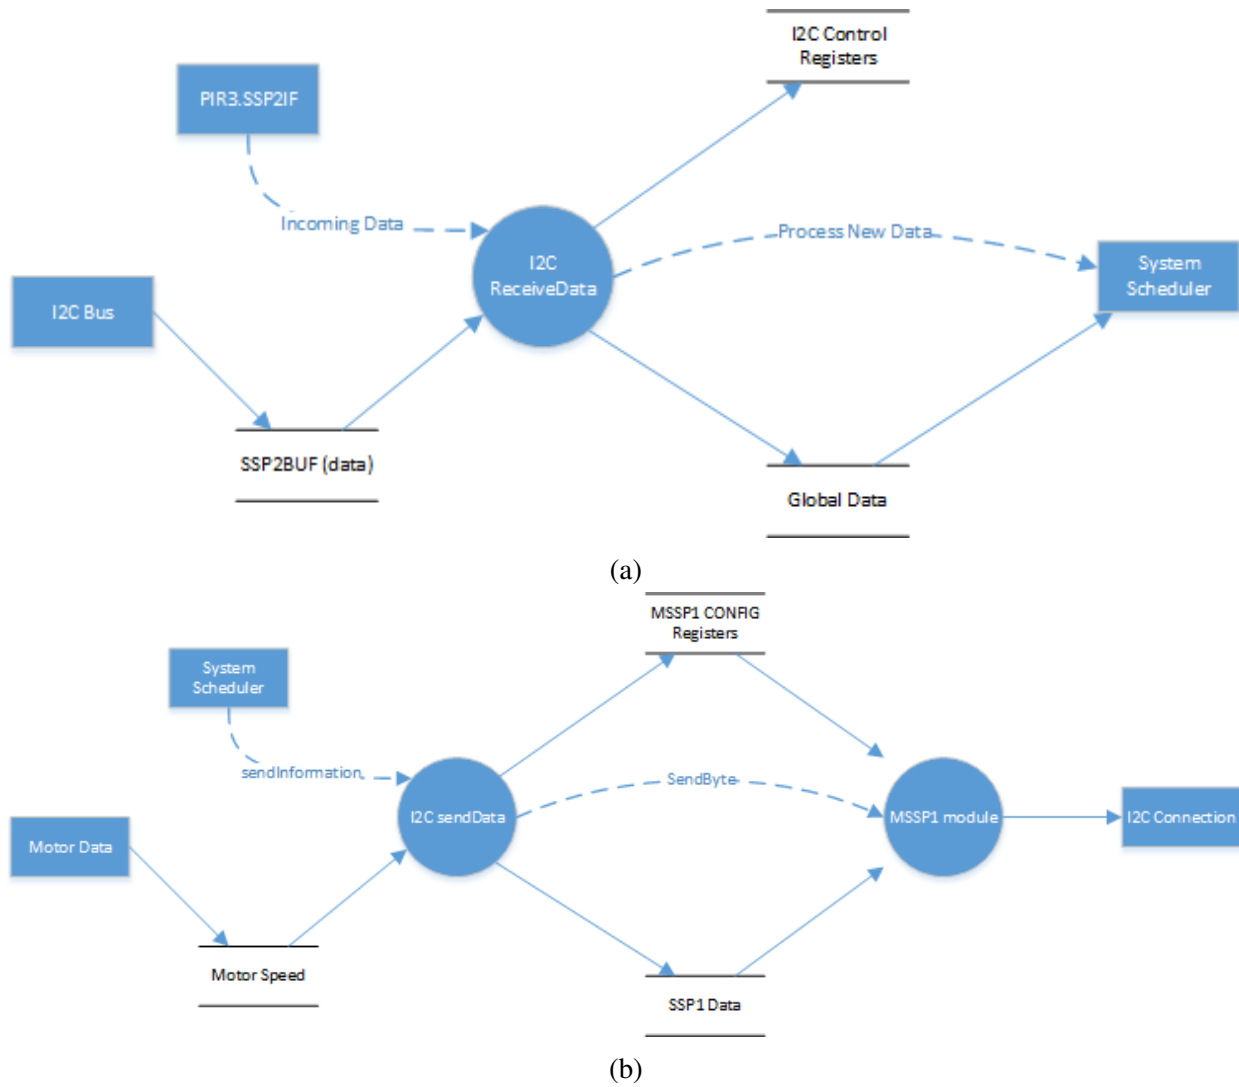 I2C Control
Registers
PIR3.SSP2IF
Incoming Data
Process New Data
I2C
ReceiveData
System
Scheduler
I2C Bus
SSP2BUF (data)
Global Data
(a)
MSSP1 CONFIG
Registers
System
Scheduler
sendInformation
SendByte
I2C sendData
MSSP1 module
I2C Connection
Motor Data
Motor Speed
SSP1 Data
(b)